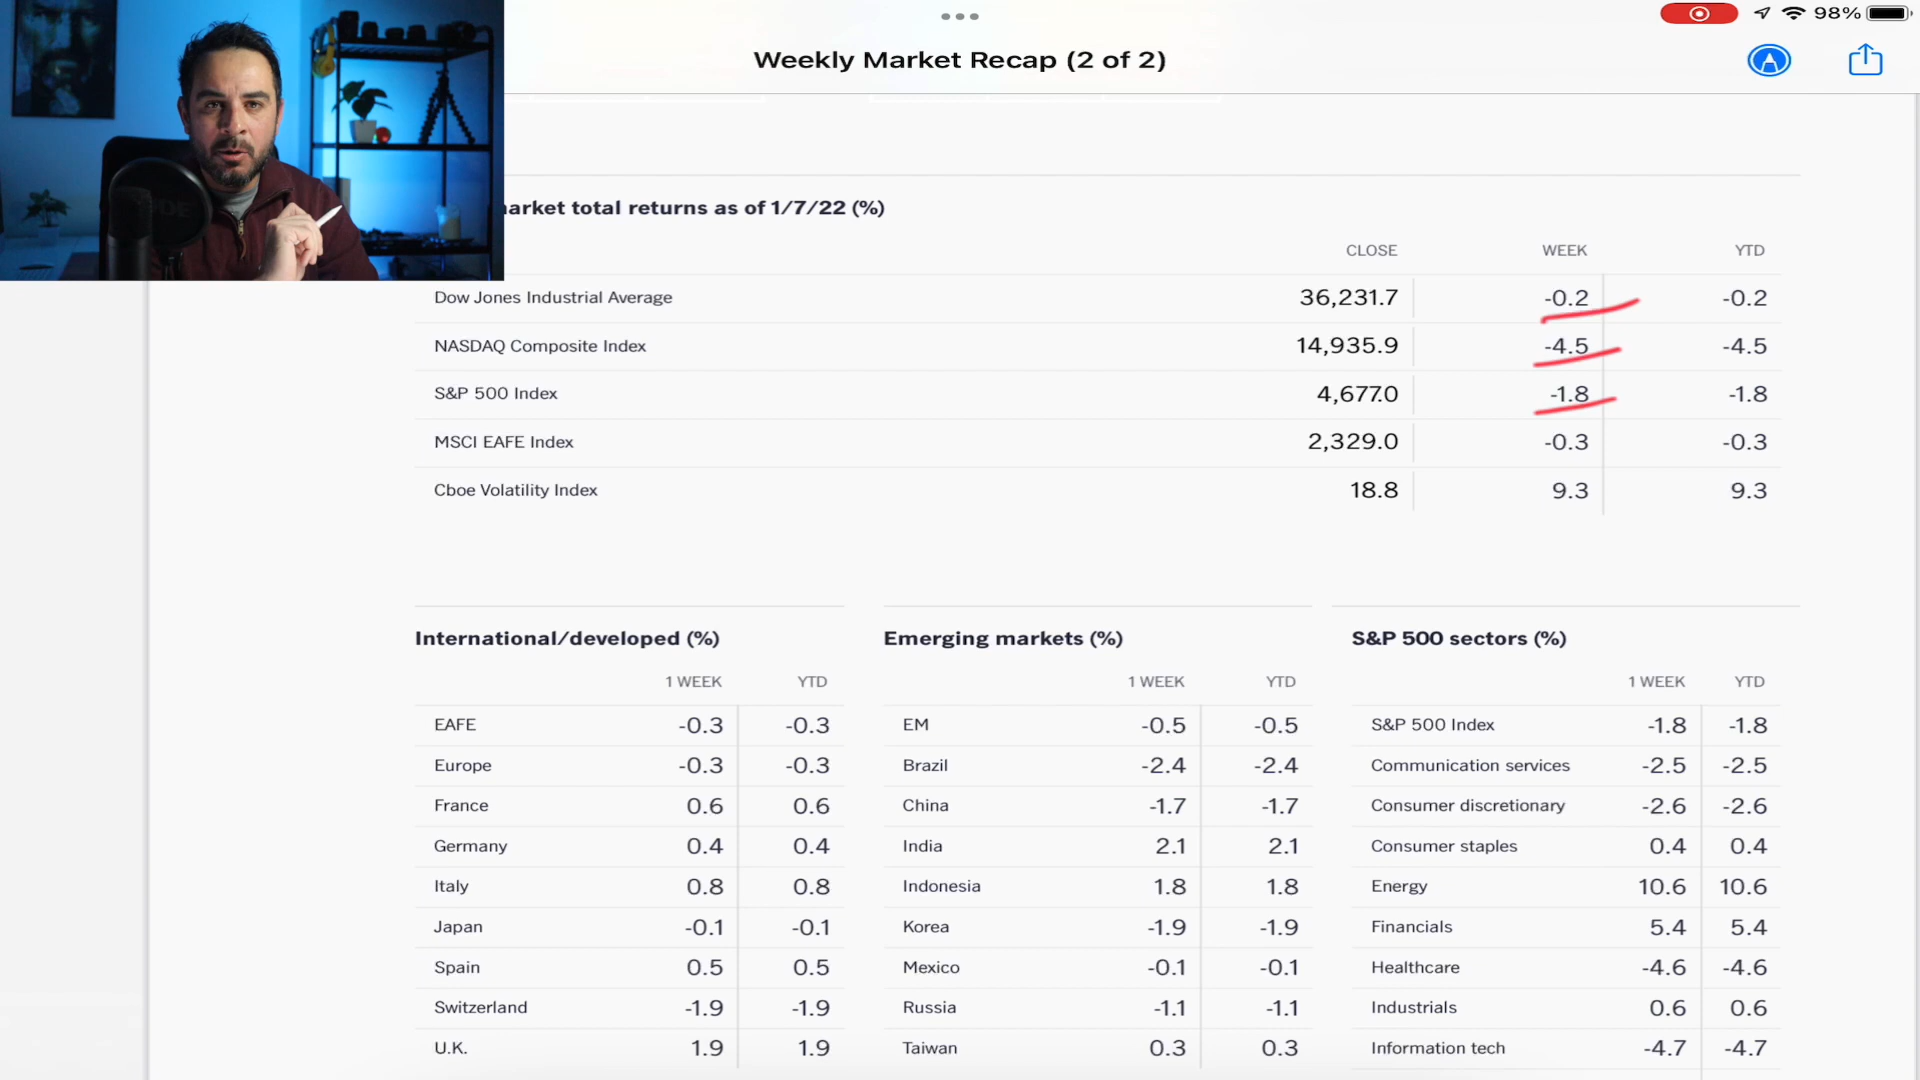 98%
Weekly Market Recap (2 of 2)
market total returns as of 1/7/22 (%)
CLOSE WEEK YTD
Dow Jones Industrial Average 36,231.7 -0.2 -0.2
NASDAQ Composite Index 14,935.9 -4.5 -4.5
S&P 500 Index 4,677.0 -1.8 -1.8
MSCI EAFE Index 2,329.0 -0.3 -0.3
Cboe Volatility Index 18.8 9.3 9.3
International/developed (%)
1 WEEK YTD
EAFE -0.3 -0.3
Europe -0.3 -0.3
France 0.6 0.6
Germany 0.4 0.4
Italy 0.8 0.8
Japan -0.1 -0.1
Spain 0.5 0.5
Switzerland -1.9 -1.9
U.K. 1.9 1.9
Emerging markets (%)
1 WEEK YTD
EM -0.5 -0.5
Brazil -2.4 -2.4
China -1.7 -1.7
India 2.1 2.1
Indonesia 1.8 1.8
Korea -1.9 -1.9
Mexico -0.1 -0.1
Russia -1.1 -1.1
Taiwan 0.3 0.3
S&P 500 sectors (%)
1 WEEK YTD
S&P 500 Index -1.8 -1.8
Communication services -2.5 -2.5
Consumer discretionary -2.6 -2.6
Consumer staples 0.4 0.4
Energy 10.6 10.6
Financials 5.4 5.4
Healthcare -4.6 -4.6
Industrials 0.6 0.6
Information tech -4.7 -4.7